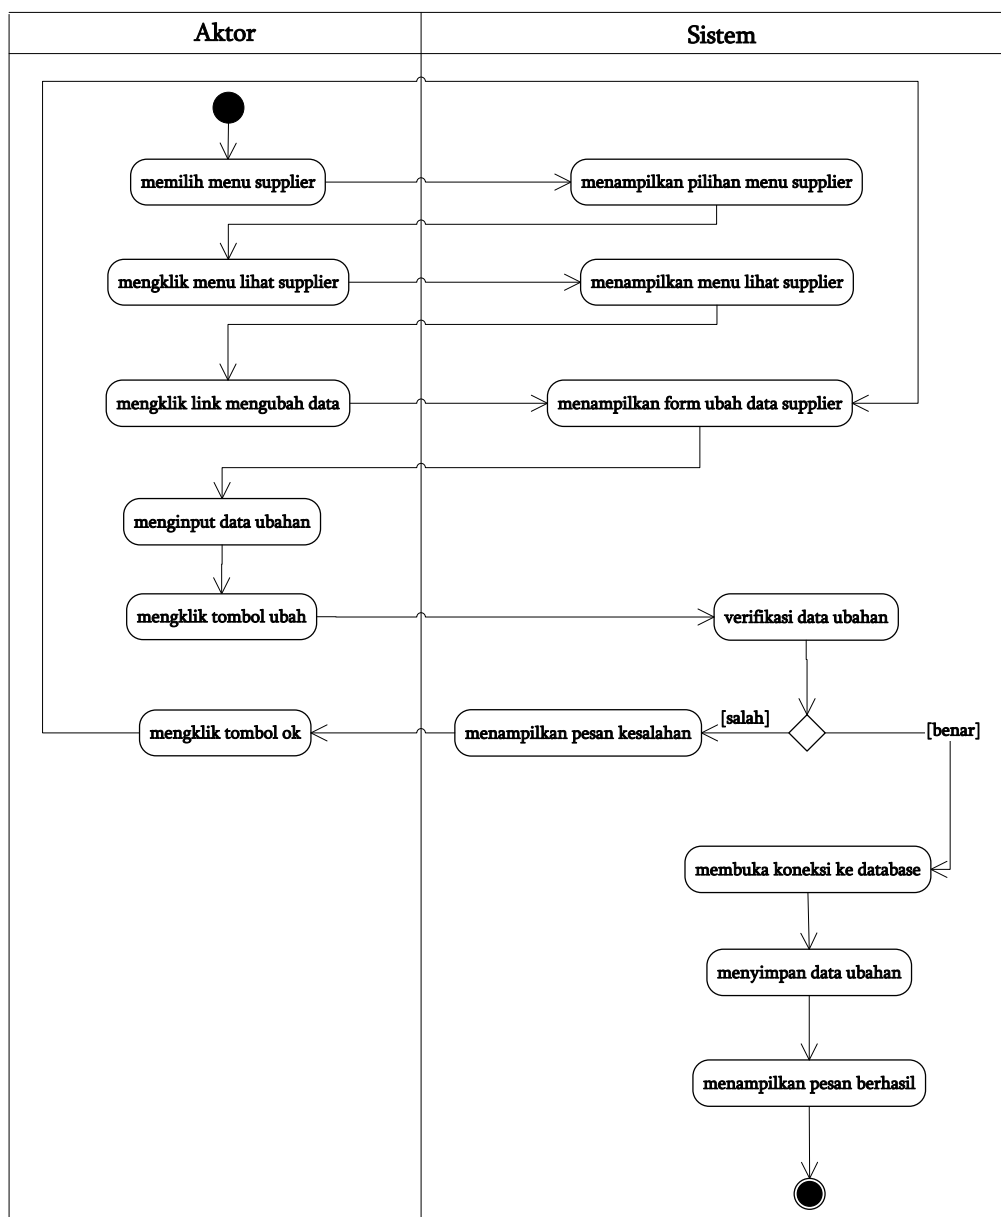 Aktor
Sistem
memilih menu supplier
menampilkan pilihan menu supplier
mengklik menu lihat supplier
menampilkan menu lihat supplier
mengklik link mengubah data
menampilkan form ubah data supplier
menginput data ubahan
mengklik tombol ubah
verifikasi data ubahan
mengklik tombol ok
menampilkan pesan kesalahan
[salah]
[benar]
membuka koneksi ke database
menyimpan data ubahan
menampilkan pesan berhasil